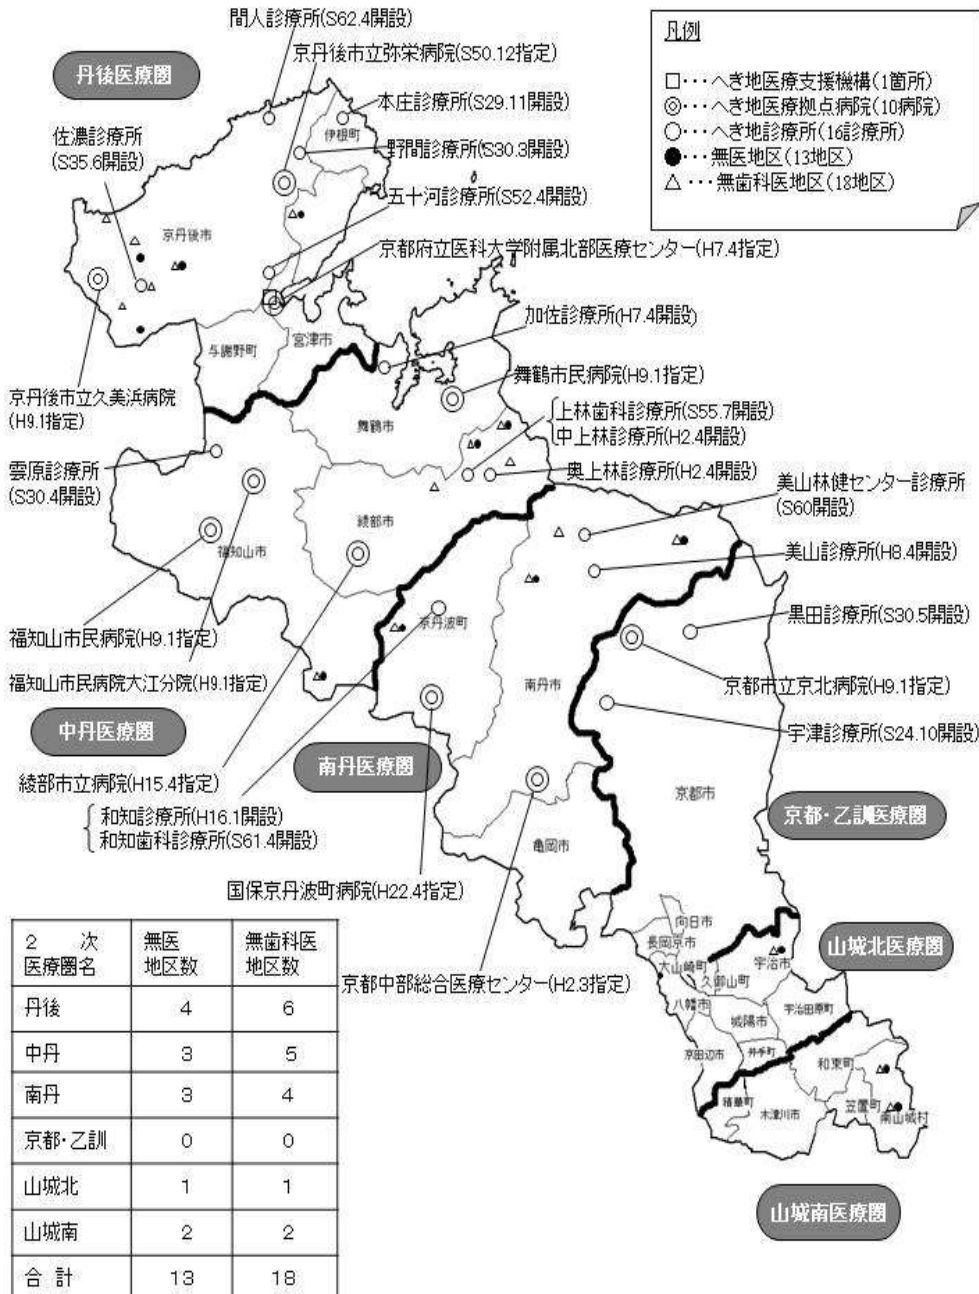 間人診療所(S62.4開設)
京丹後市立弥栄病院(S50.12指定)
丹後医療圏
本庄診療所(S29.11開設)
伊根町
佐濃診療所
(S35.6開設)
野間診療所(S30.3開設)
五十河診療所(S52.4開設)
京丹後市
京都府立医科大学附属北部医療センター(H7.4指定)
凡例
□・・・へき地医療支援機構(1箇所)
◎・・・へき地医療拠点病院(10病院)
○・・・へき地診療所(16診療所)
●・・・無医地区(13地区)
△・・・無歯科医地区(18地区)
加佐診療所(H7.4開設)
宮津市
与謝野町
舞鶴市民病院(H9.1指定)
京丹後市立久美浜病院
(H9.1指定)
舞鶴市
上林歯科診療所(S55.7開設)
中上林診療所(H2.4開設)
雲原診療所
(S30.4開設)
奥上林診療所(H2.4開設)
美山林健センター診療所
(S60開設)
綾部市
福知山市
美山診療所(H8.4開設)
京丹波町
黒田診療所(S30.5開設)
福知山市民病院(H9.1指定)
福知山市民病院大江分院(H9.1指定)
南丹市
京都市立京北病院(H9.1指定)
中丹医療圏
宇津診療所(S24.10開設)
南丹医療圏
綾部市立病院(H15.4指定)
京都市
京都・乙訓医療圏
和知診療所(H16.1開設)
和知歯科診療所(S61.4開設)
亀岡市
国保京丹波町病院(H22.4指定)
向日市
長岡京市
山城北医療圏
大山崎町
宇治市
久御山町
京都中部総合医療センター(H2.3指定)
八幡市
城陽市
宇治田原町
京田辺市
井手町
和東町
精華町
木津川市
笠置町
南山城村
山城南医療圏
2 次 医療圏名 無医 地区数 無歯科医 地区数
丹後 4 6
中丹 3 5
南丹 3 4
京都・乙訓 0 0
山城北 1 1
山城南 2 2
合 計 13 18